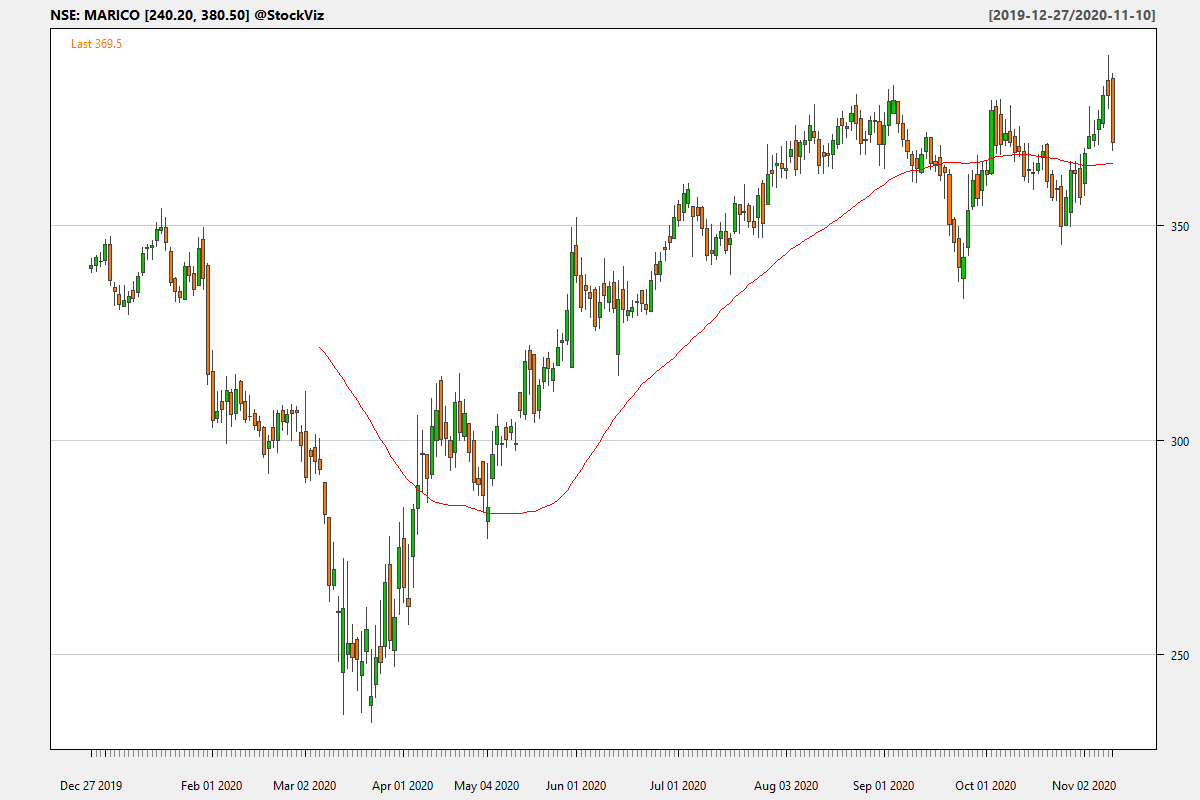 NSE: MARICO [240.20, 380.50] @StockViz
[2019-12-27/2020-11-10]
Last 369.5
350
300
250
Dec 27 2019
Feb 01 2020
Mar 02 2020
Apr 01 2020
May 04 2020
Jun 01 2020
Jul 01 2020
Aug 03 2020
Sep 01 2020
Oct 01 2020
Nov 02 2020